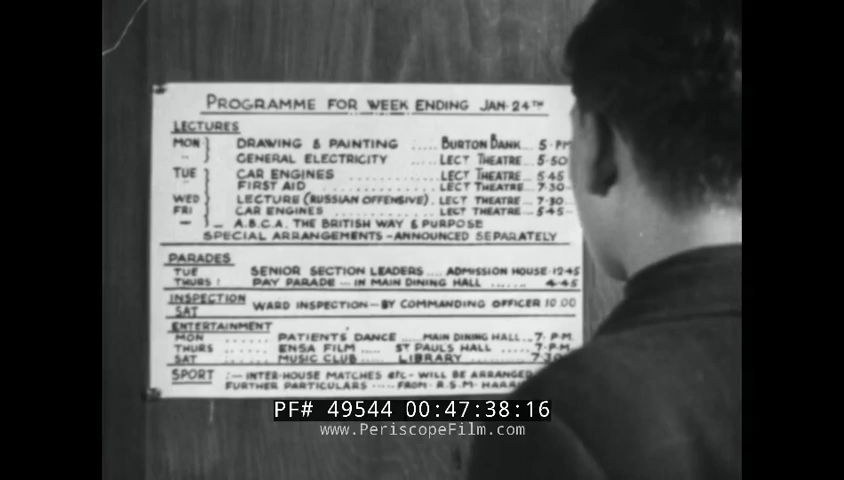 PROGRAMME FOR WEEK ENDING JAN-24TH
LECTURES
MON } DRAWING & PAINTING .... BURTON BANK... 5-PM
" GENERAL ELECTRICITY .... LECT THEATRE... 5-50
TUE } CAR ENGINES .......... LECT THEATRE... 5.45
" FIRST AID ............ LECT THEATRE... 7-30
WED } LECTURE (RUSSIAN OFFENSIVE). LECT THEATRE... 7-30
FRI CAR ENGINES .......... LECT THEATRE... 5-45
— — A.B.C.A. THE BRITISH WAY & PURPOSE
SPECIAL ARRANGEMENTS - ANNOUNCED SEPARATELY
PARADES
TUE SENIOR SECTION LEADERS .... ADMISSION HOUSE 12-45
THURS: PAY PARADE — IN MAIN DINING HALL ...... 4-45
INSPECTION
SAT WARD INSPECTION — BY COMMANDING OFFICER 10.00
ENTERTAINMENT
MON ...... PATIENTS DANCE .... MAIN DINING HALL... 7. P.M.
THURS ...... ENSA FILM ..... ST PAUL'S HALL ..... 7-P.M.
SAT ...... MUSIC CLUB .... LIBRARY ........ 7-30
SPORT :— INTER-HOUSE MATCHES etc - WILL BE ARRANGED
FURTHER PARTICULARS .... FROM R.S.M.
PF# 49544 00:47:38:16
www.PeriscopeFilm.com